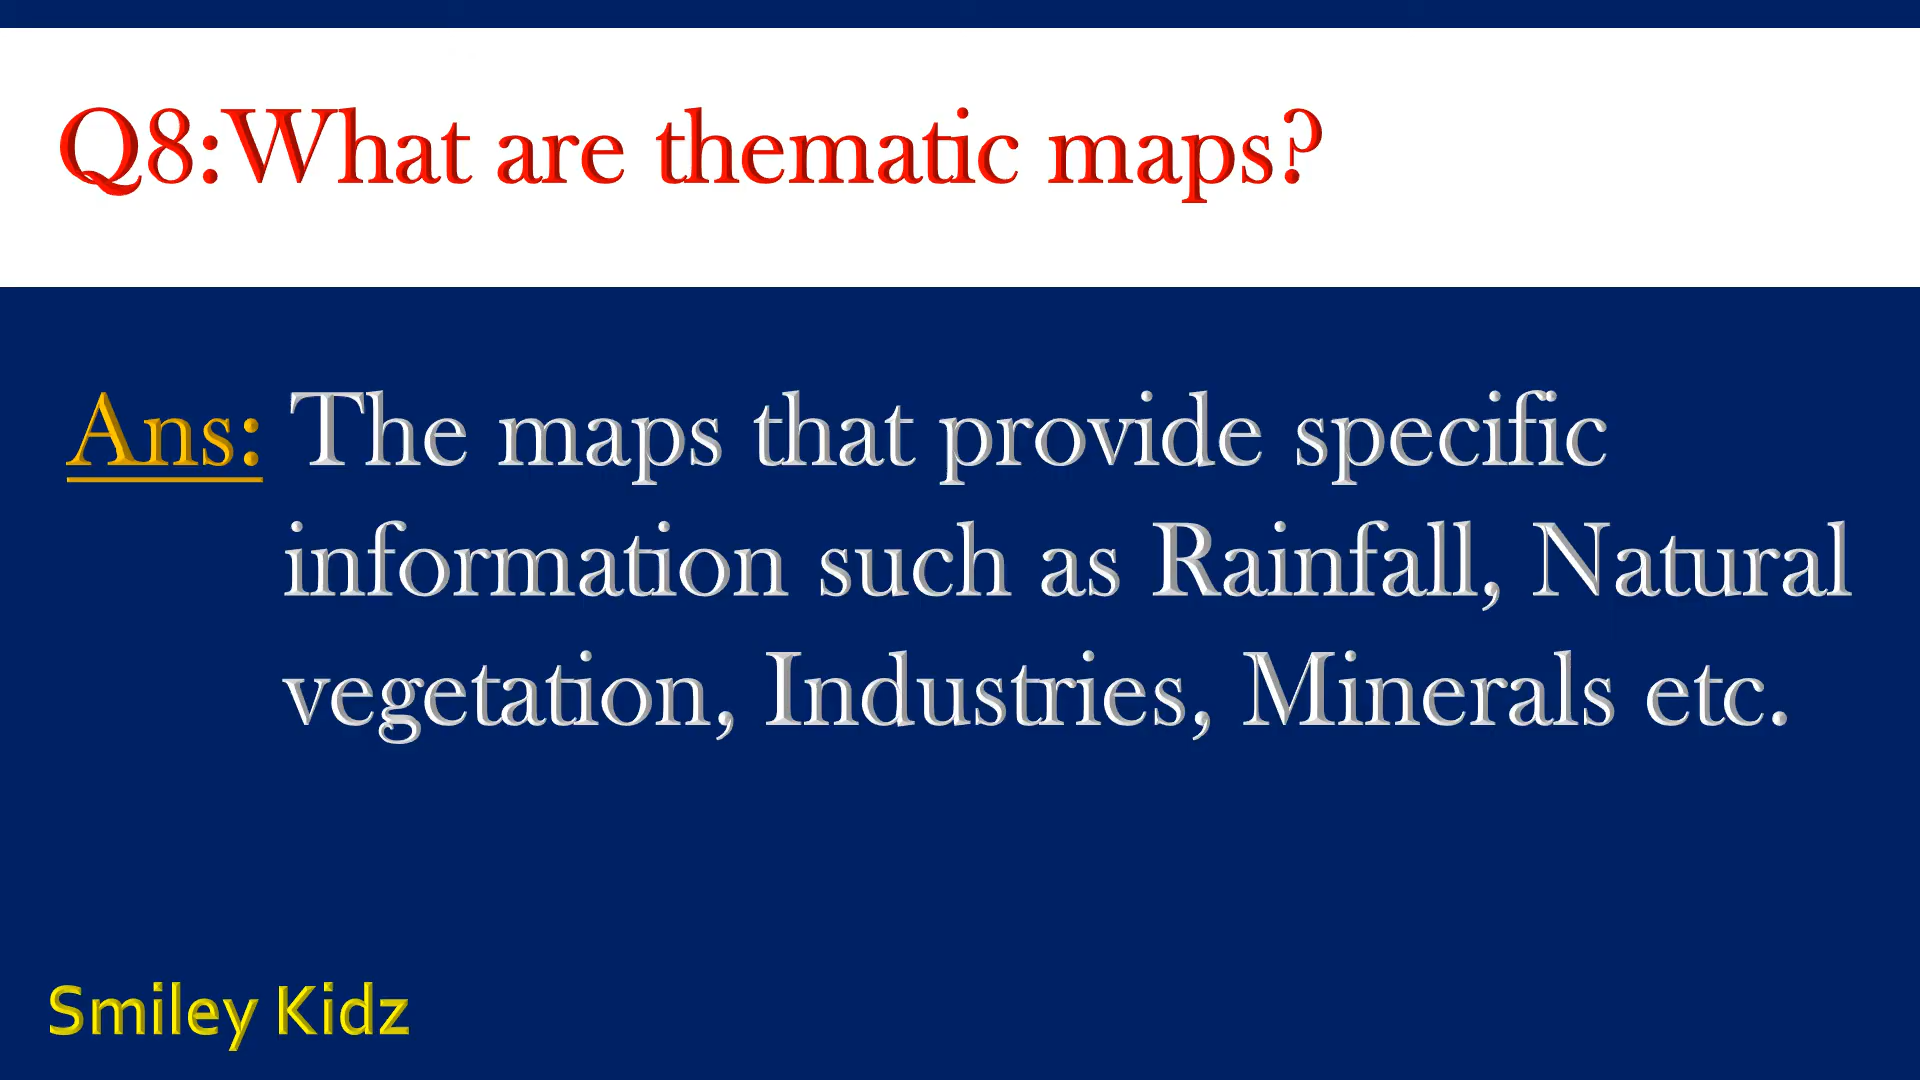 Q8:What are thematic maps?
Ans: The maps that provide specific
information such as Rainfall, Natural
vegetation, Industries, Minerals etc.
Smiley Kidz